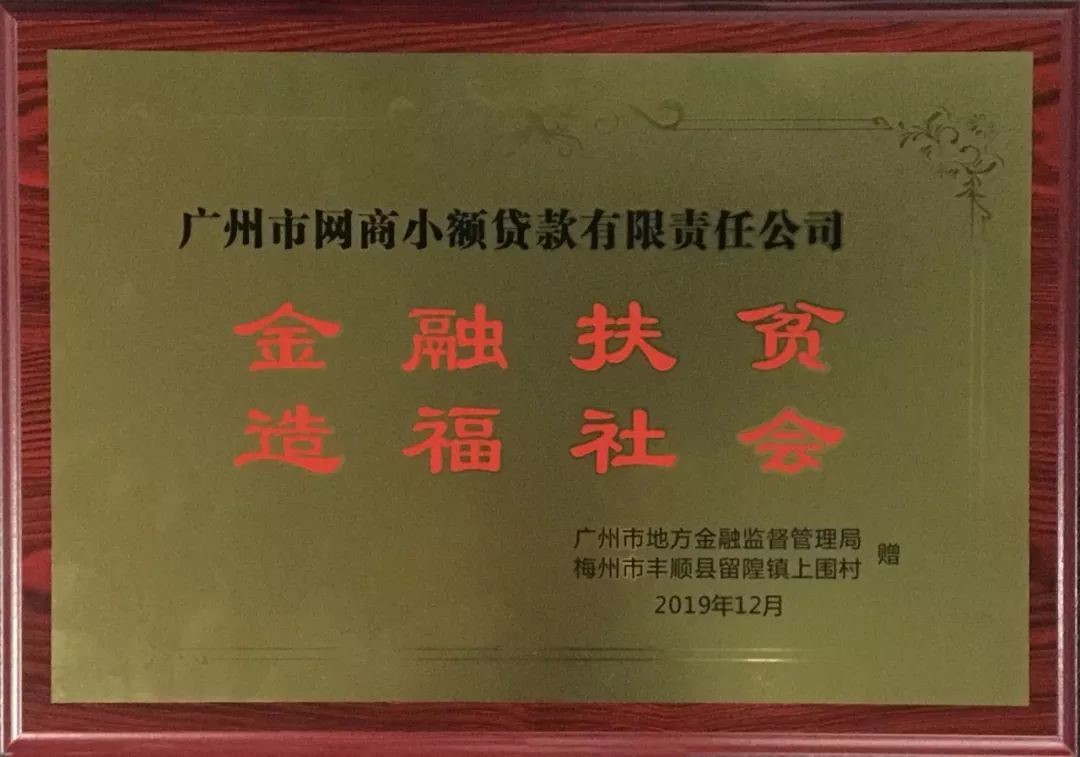 广州市网商小额贷款有限责任公司
金融扶贫
造福社会
广州市地方金融监督管理局
梅州市丰顺县留隍镇上围村 赠
2019年12月